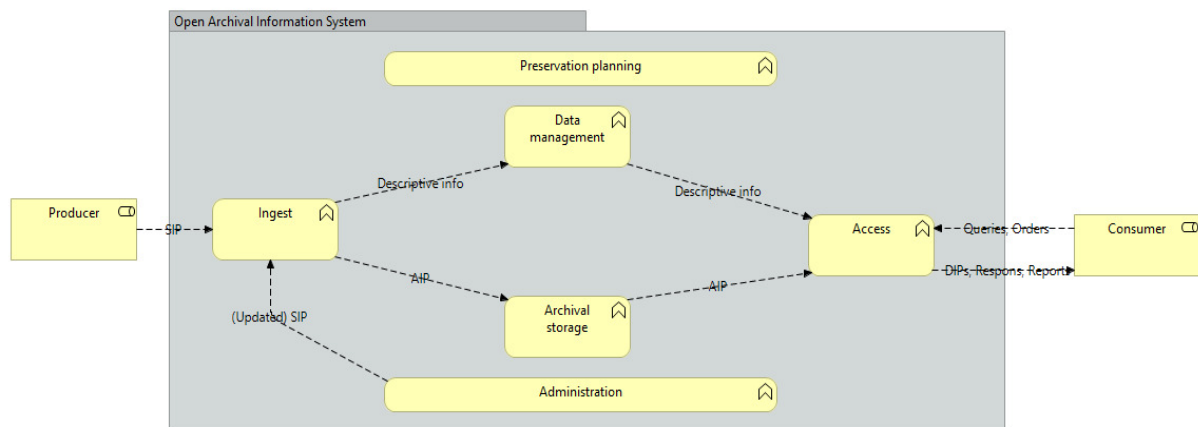 Open Archival Information System
Preservation planning
Data
management
Descriptive info
Descriptive info
Producer
SIP
Ingest
Access
Queries, Orders
Consumer
DIPs, Respons, Reports
AIP
AIP
Archival
storage
(Updated) SIP
Administration